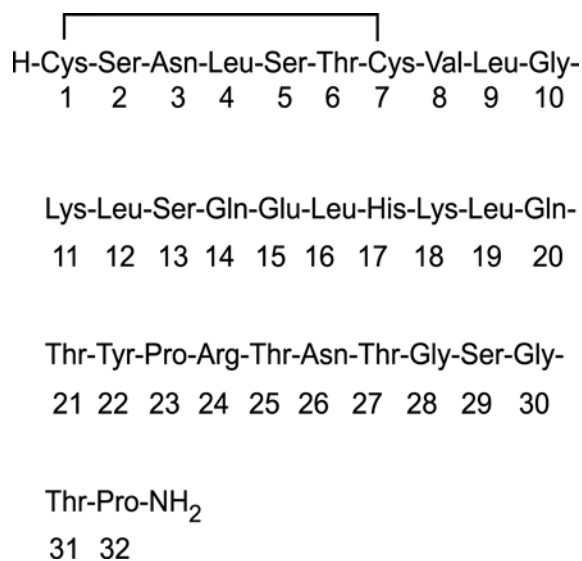 H-Cys-Ser-Asn-Leu-Ser-Thr-Cys-Val-Leu-Gly-
1 2 3 4 5 6 7 8 9 10
Lys-Leu-Ser-Gln-Glu-Leu-His-Lys-Leu-Gln-
11 12 13 14 15 16 17 18 19 20
Thr-Tyr-Pro-Arg-Thr-Asn-Thr-Gly-Ser-Gly-
21 22 23 24 25 26 27 28 29 30
Thr-Pro-NH2
31 32